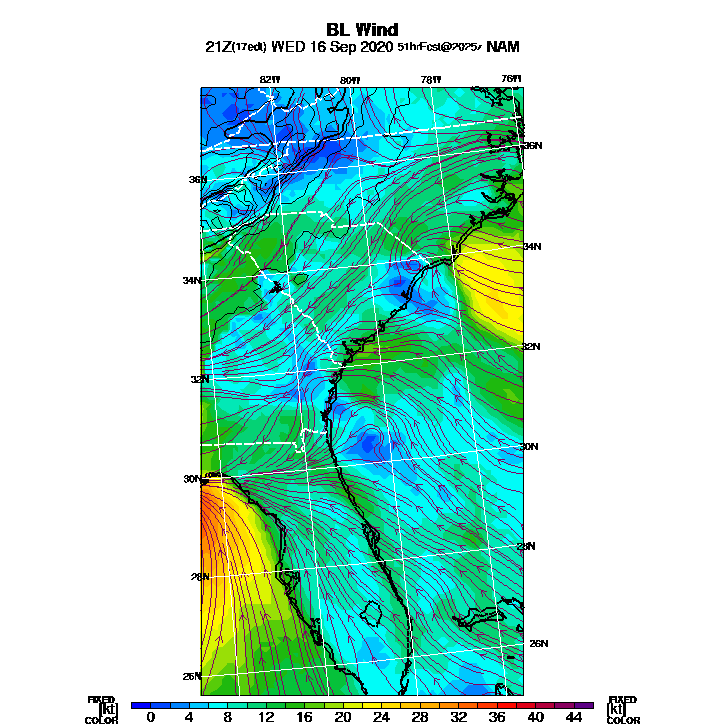 BL Wind
21Z(17edt) WED 16 Sep 2020 51hrFcst@2025z NAM
82W 80W 78W 76W
36N
36N
34N
34N
32N
32N
30N
30N
28N
28N
26N
26N
FIXED FIXED
[kt] 0 4 8 12 16 20 24 28 32 36 40 44 [kt]
COLOR COLOR